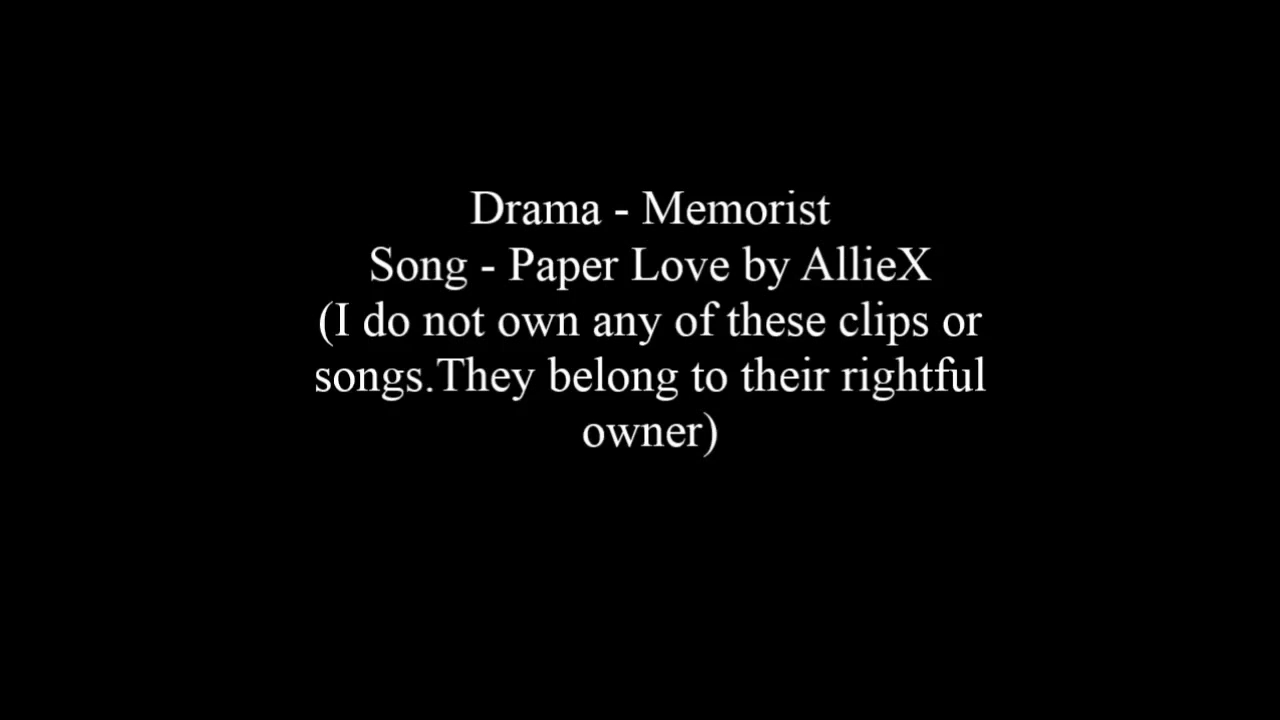 Drama - Memorist
Song - Paper Love by AllieX
(I do not own any of these clips or
songs.They belong to their rightful
owner)